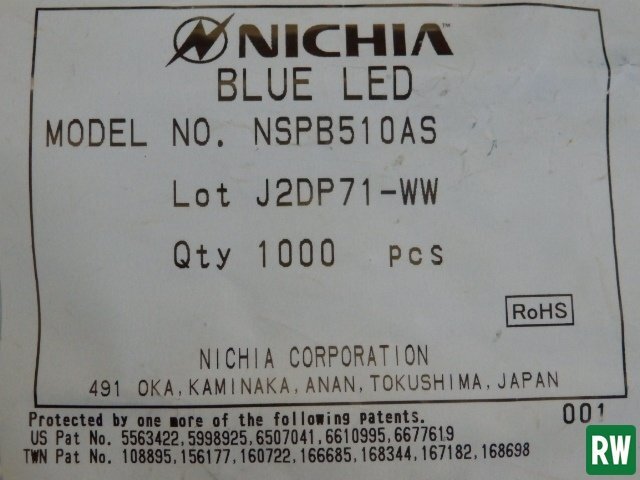 NICHIA™
BLUE LED
MODEL NO. NSPB510AS
Lot J2DP71-WW
Qty 1000 pcs
RoHS
NICHIA CORPORATION
491 OKA, KAMINAKA, ANAN, TOKUSHIMA, JAPAN
Protected by one more of the following patents. 001
US Pat No. 5563422,5998925,6507041,6610995,6677619
TWN Pat No. 108895,156177,160722,166685,168344,167182,168698
RW